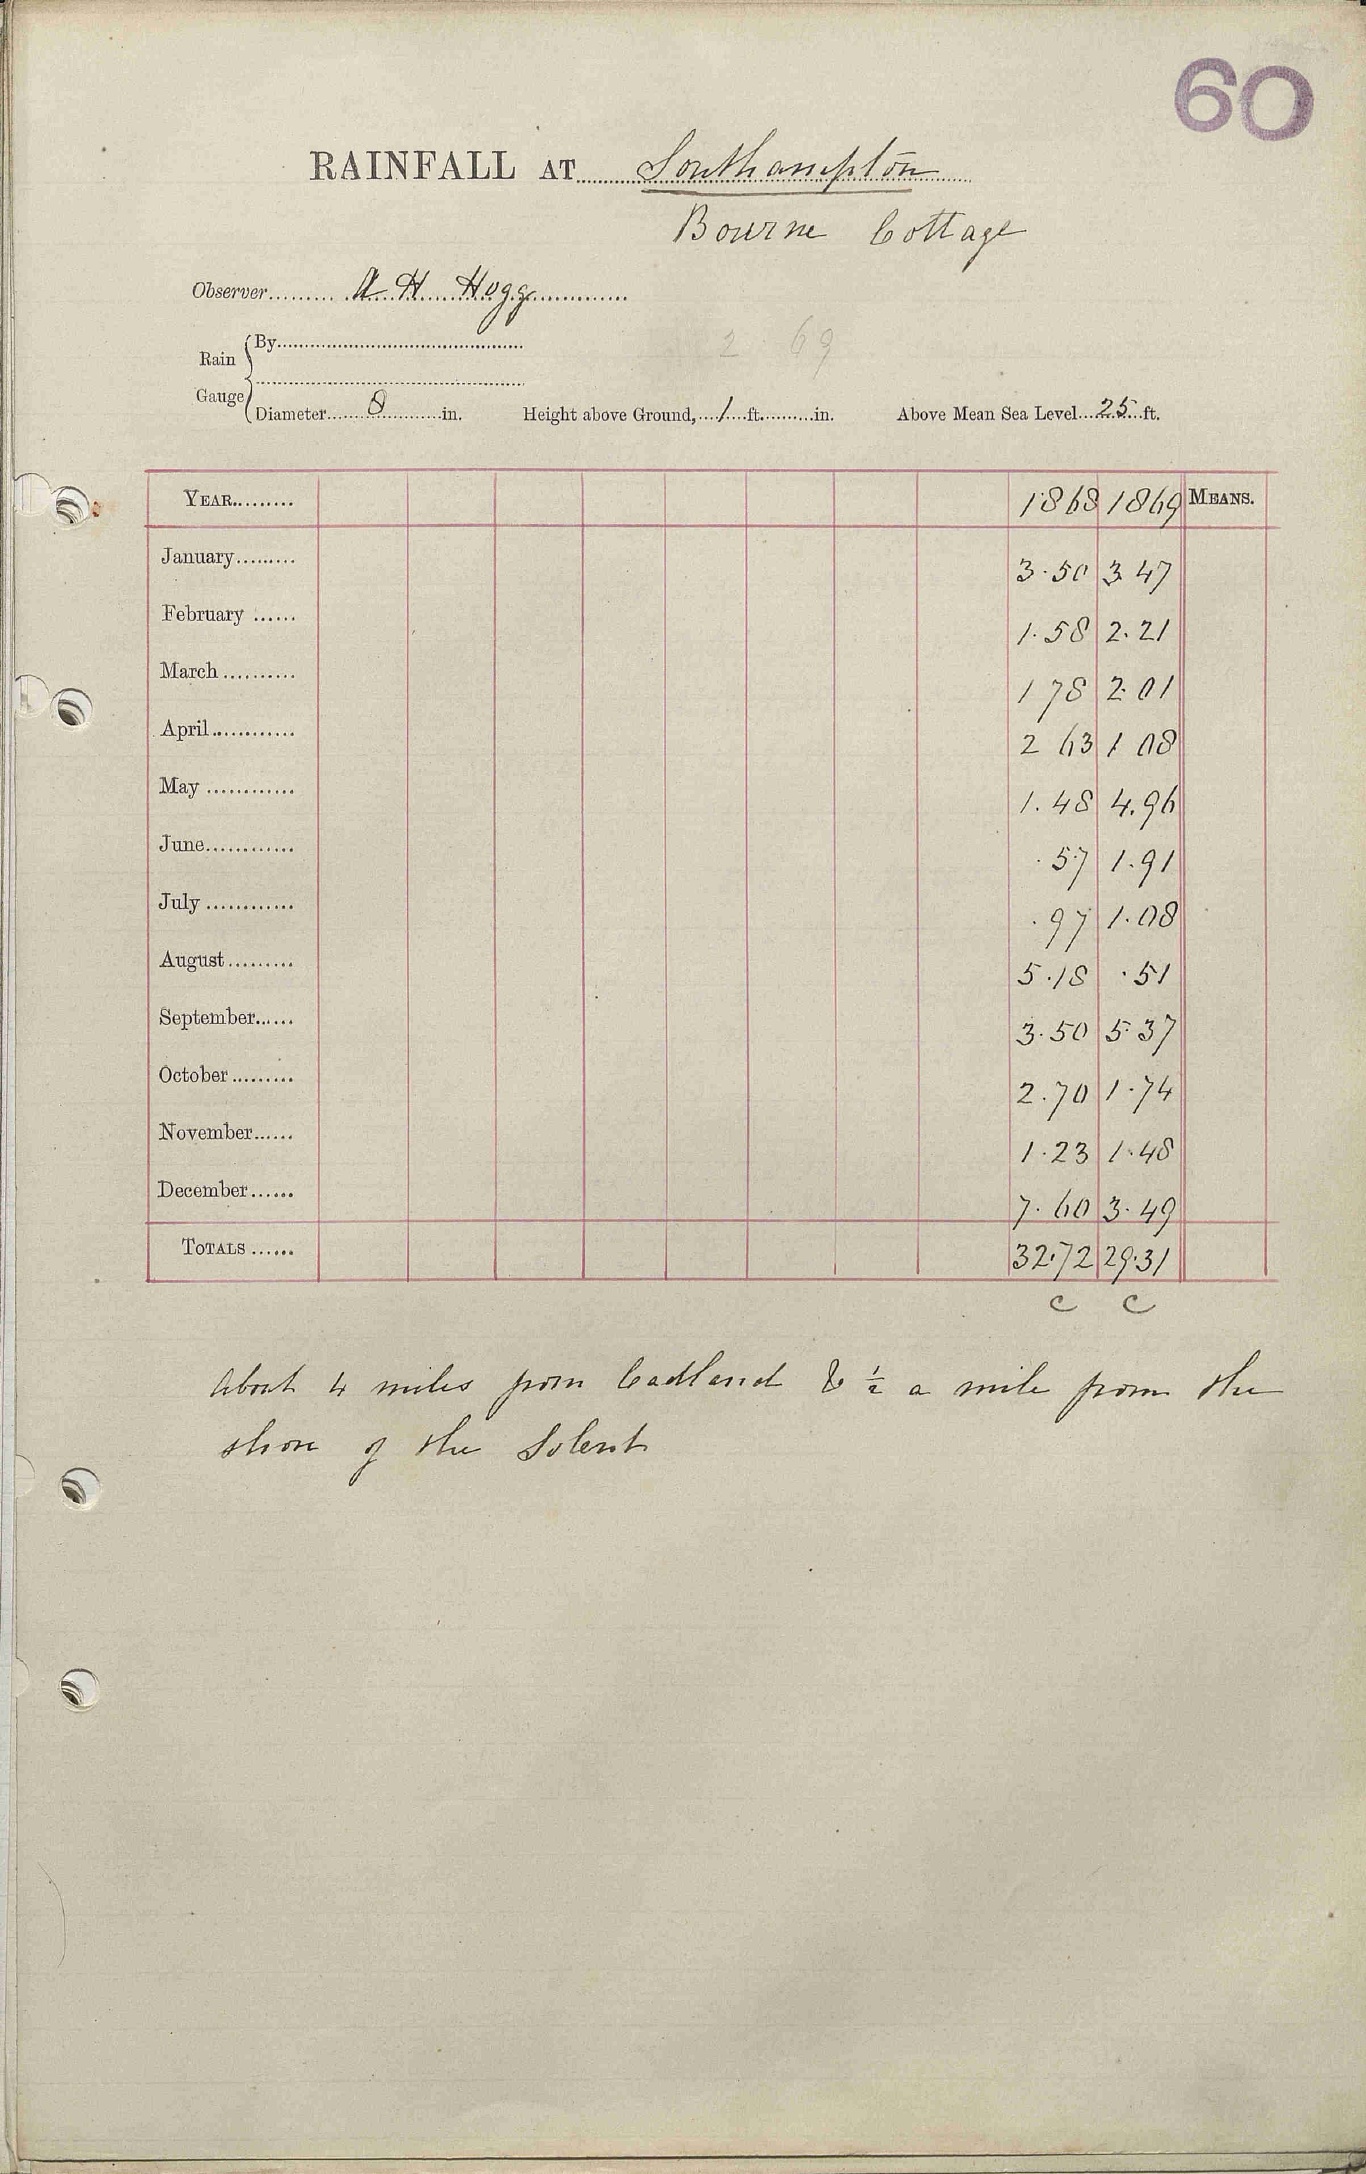 60
RAINFALL AT Southampton
Bourne Cottage
Observer A H Hogg
2 69
Rain Gauge { By
Diameter 8 in. Height above Ground, 1 ft. in. Above Mean Sea Level 25 ft.
YEAR 1868 1869 MEANS.
January 3.50 3.47
February 1.58 2.21
March 1 78 2.01
April 2 63 1 08
May 1.48 4.96
June .57 1.91
July .97 1.08
August 5.18 .51
September 3.50 5.37
October 2.70 1.74
November 1.23 1.48
December 7.60 3.49
TOTALS 32.72 29.31
c c
About 4 miles from Cadland & ½ a mile from the
shore of the Solent